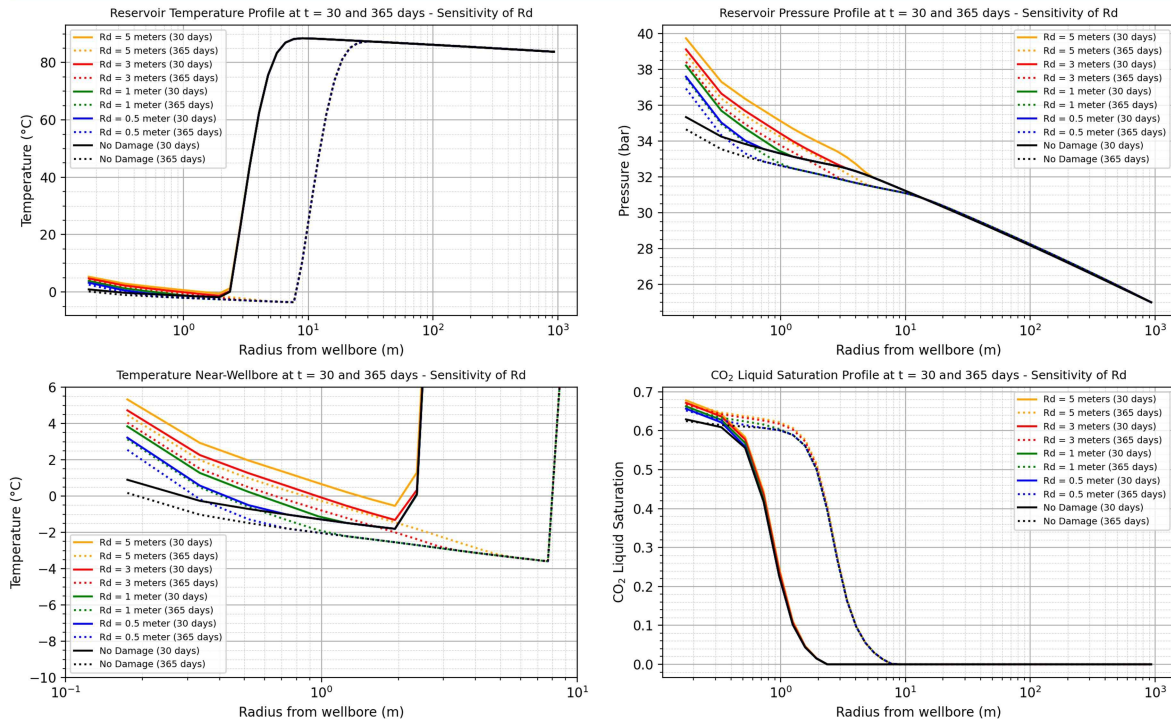 Reservoir Temperature Profile at t = 30 and 365 days - Sensitivity of Rd
Temperature (°C)
80
60
40
20
0
Rd = 5 meters (30 days)
Rd = 5 meters (365 days)
Rd = 3 meters (30 days)
Rd = 3 meters (365 days)
Rd = 1 meter (30 days)
Rd = 1 meter (365 days)
Rd = 0.5 meter (30 days)
Rd = 0.5 meter (365 days)
No Damage (30 days)
No Damage (365 days)
10⁰ 10¹ 10² 10³
Radius from wellbore (m)
Reservoir Pressure Profile at t = 30 and 365 days - Sensitivity of Rd
Pressure (bar)
40
38
36
34
32
30
28
26
Rd = 5 meters (30 days)
Rd = 5 meters (365 days)
Rd = 3 meters (30 days)
Rd = 3 meters (365 days)
Rd = 1 meter (30 days)
Rd = 1 meter (365 days)
Rd = 0.5 meter (30 days)
Rd = 0.5 meter (365 days)
No Damage (30 days)
No Damage (365 days)
10⁰ 10¹ 10² 10³
Radius from wellbore (m)
Temperature Near-Wellbore at t = 30 and 365 days - Sensitivity of Rd
Temperature (°C)
6
4
2
0
−2
−4
−6
−8
−10
Rd = 5 meters (30 days)
Rd = 5 meters (365 days)
Rd = 3 meters (30 days)
Rd = 3 meters (365 days)
Rd = 1 meter (30 days)
Rd = 1 meter (365 days)
Rd = 0.5 meter (30 days)
Rd = 0.5 meter (365 days)
No Damage (30 days)
No Damage (365 days)
10⁻¹ 10⁰ 10¹
Radius from wellbore (m)
CO₂ Liquid Saturation Profile at t = 30 and 365 days - Sensitivity of Rd
CO₂ Liquid Saturation
0.7
0.6
0.5
0.4
0.3
0.2
0.1
0.0
Rd = 5 meters (30 days)
Rd = 5 meters (365 days)
Rd = 3 meters (30 days)
Rd = 3 meters (365 days)
Rd = 1 meter (30 days)
Rd = 1 meter (365 days)
Rd = 0.5 meter (30 days)
Rd = 0.5 meter (365 days)
No Damage (30 days)
No Damage (365 days)
10⁰ 10¹ 10² 10³
Radius from wellbore (m)